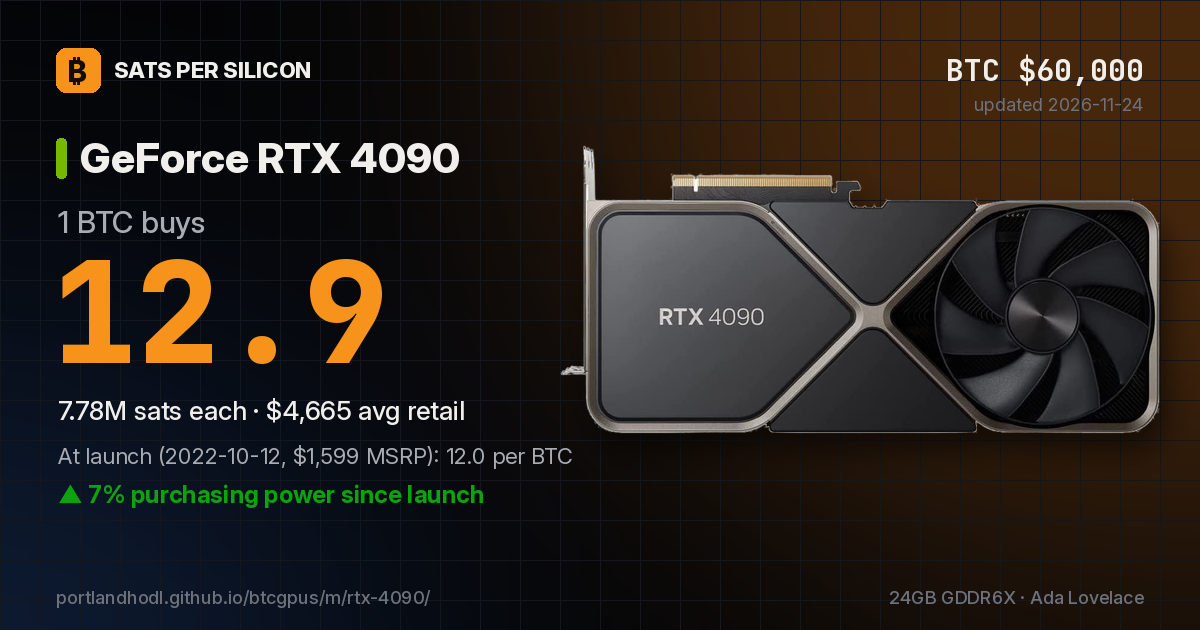 ₿ SATS PER SILICON
BTC $60,000
updated 2026-11-24
GeForce RTX 4090
1 BTC buys
12.9
RTX 4090
7.78M sats each · $4,665 avg retail
At launch (2022-10-12, $1,599 MSRP): 12.0 per BTC
▲ 7% purchasing power since launch
portlandhodl.github.io/btcgpus/m/rtx-4090/
24GB GDDR6X · Ada Lovelace